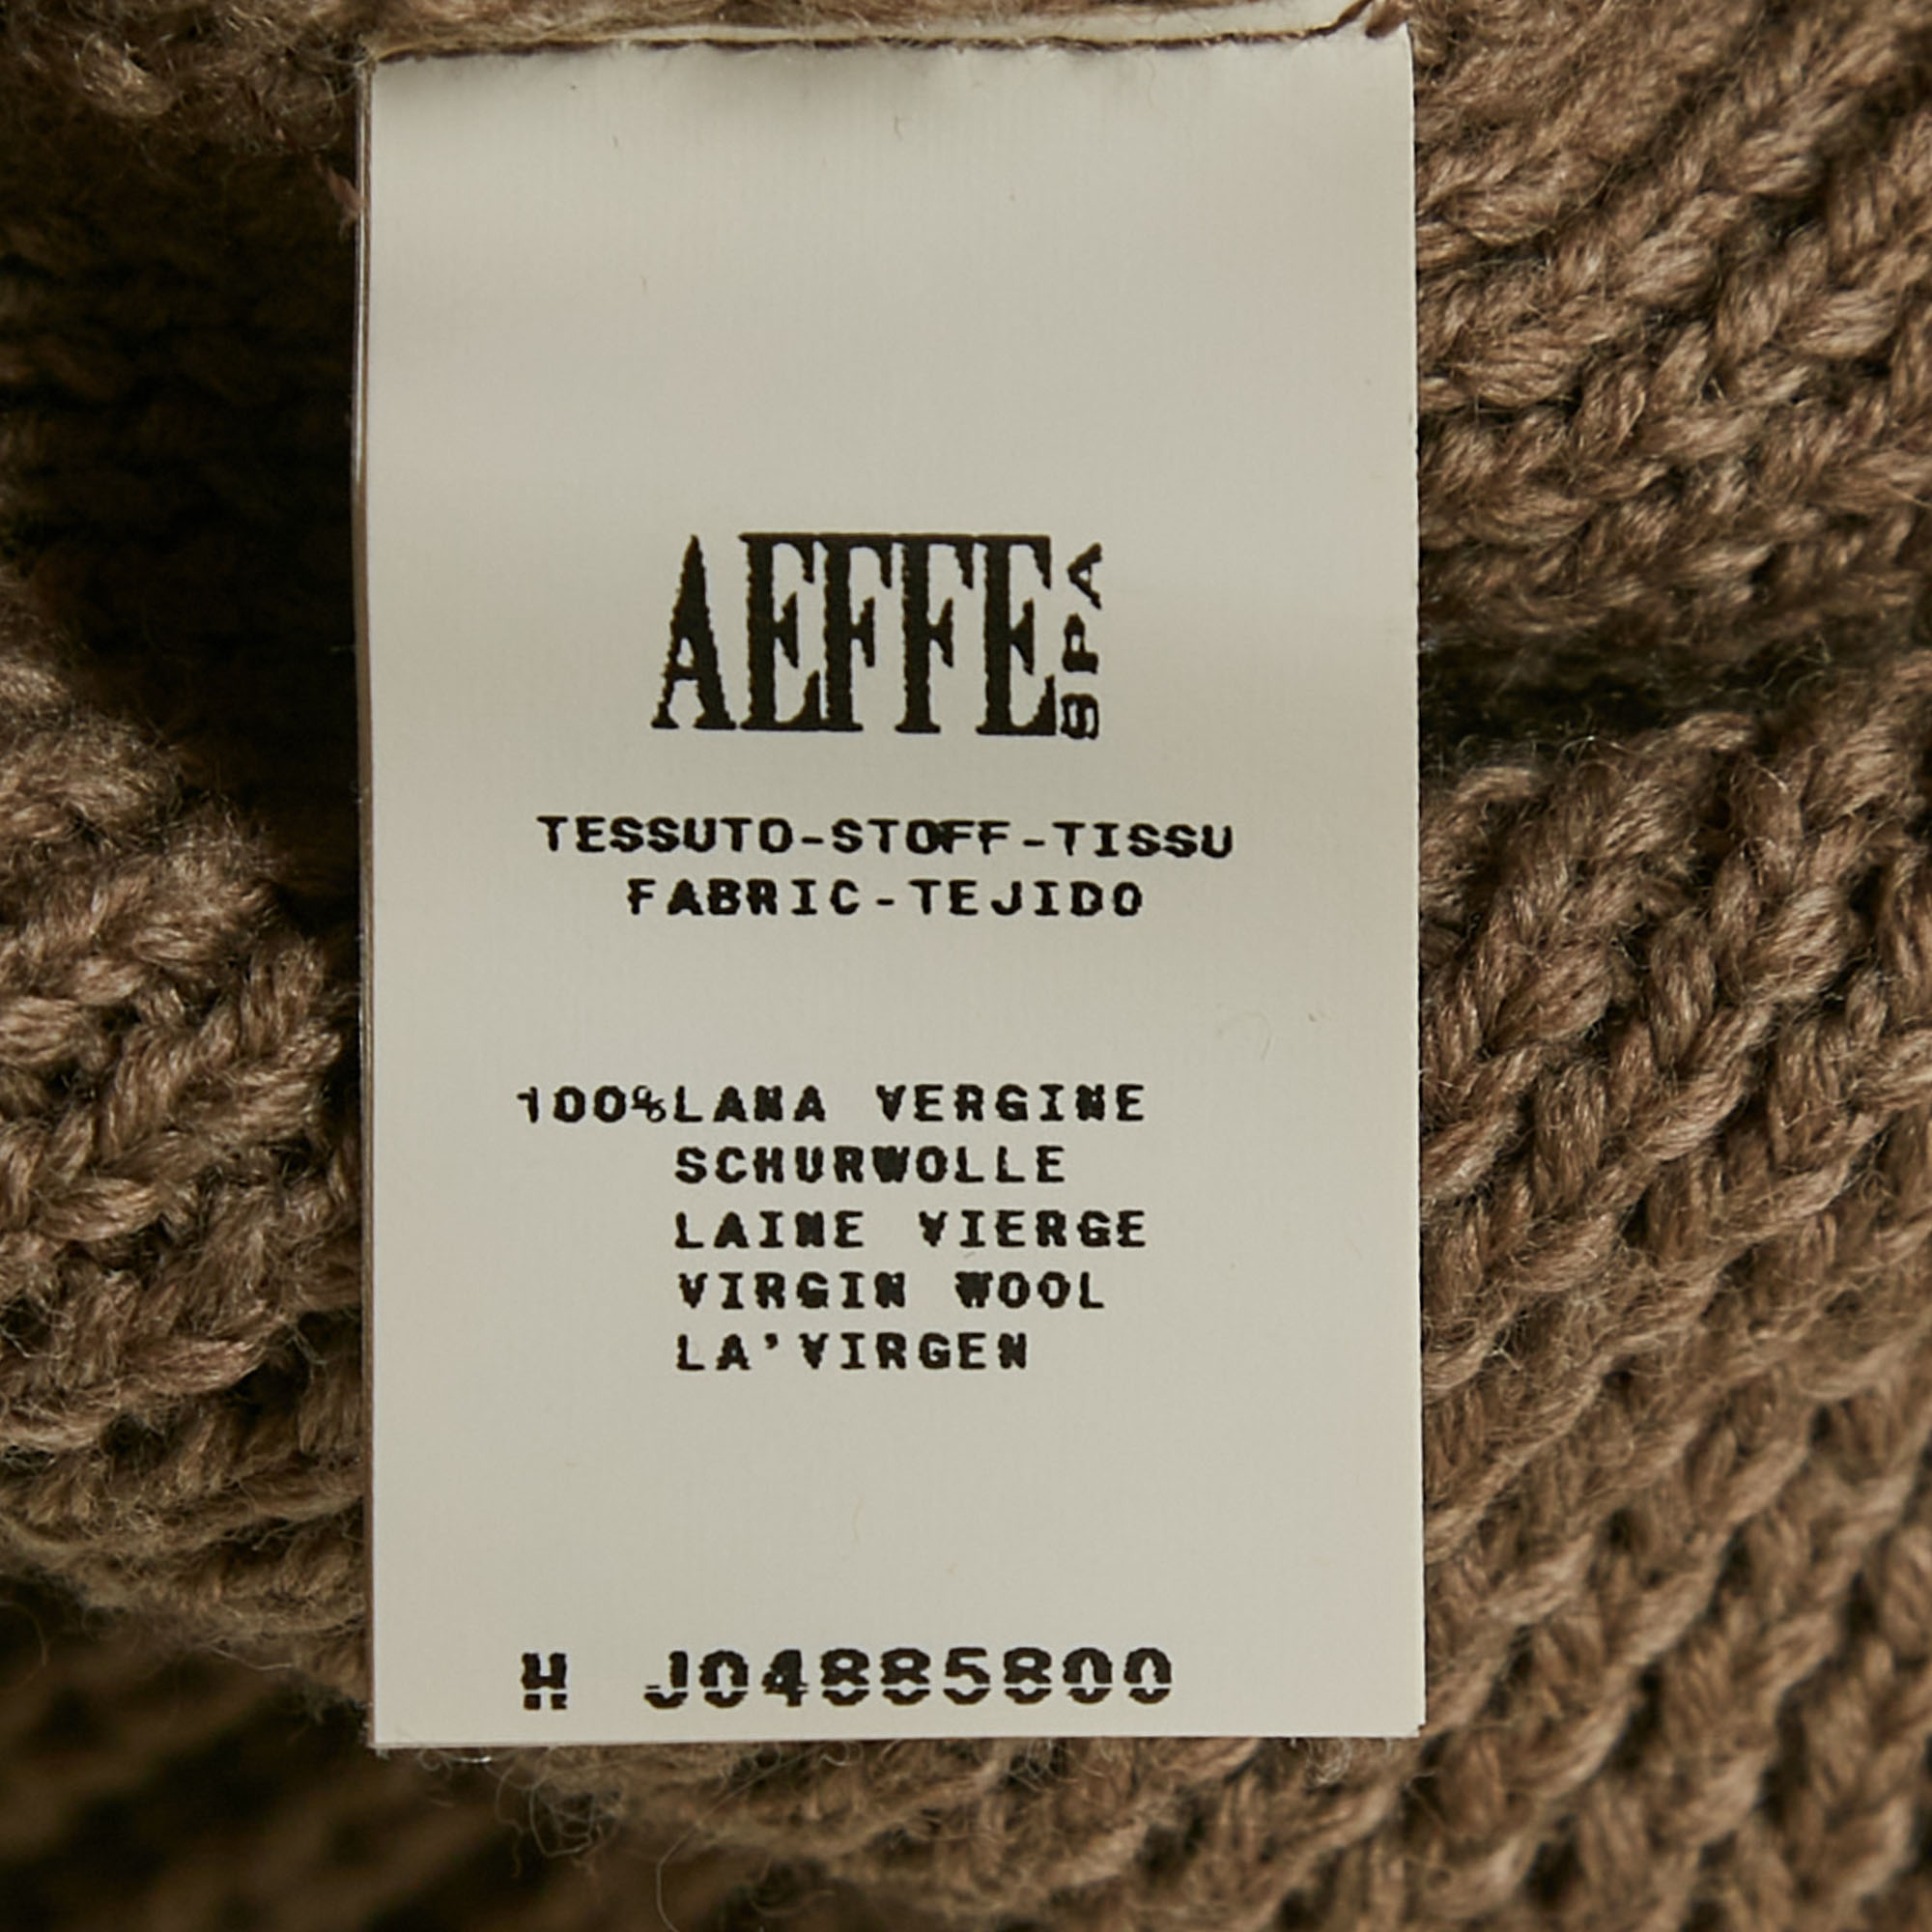 AEFFE SPA
TESSUTO-STOFF-TISSU
FABRIC-TEJIDO
100%LANA VERGINE
SCHURWOLLE
LAINE VIERGE
VIRGIN WOOL
LA'VIRGEN
H J04885800